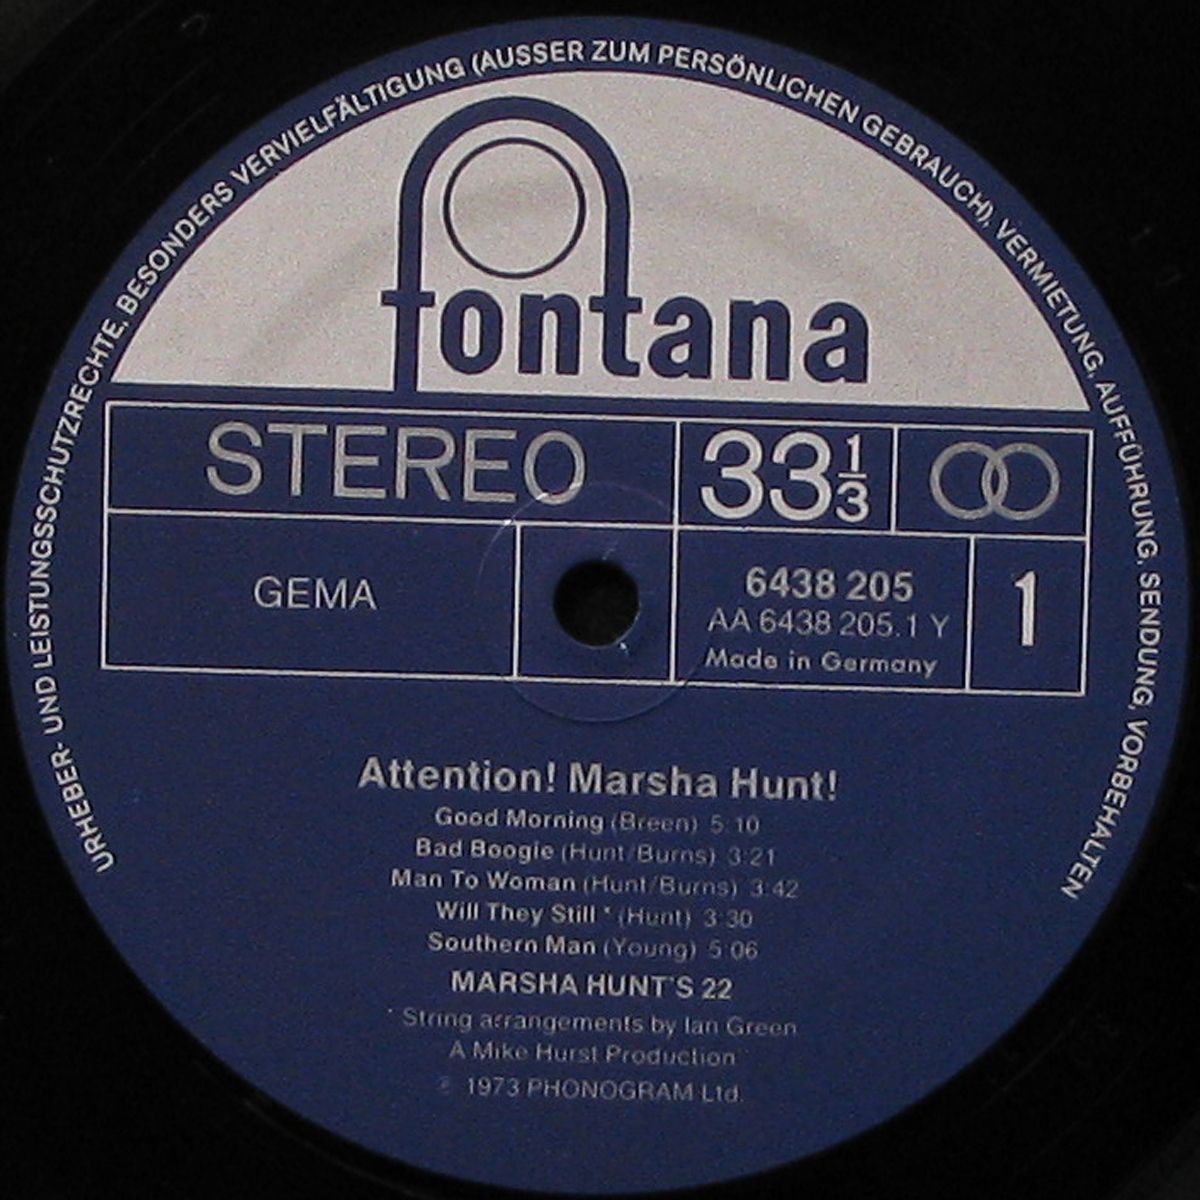 URHEBER- UND LEISTUNGSSCHUTZRECHTE, BESONDERS VERVIELFÄLTIGUNG (AUSSER ZUM PERSÖNLICHEN GEBRAUCH), VERMIETUNG, AUFFÜHRUNG, SENDUNG, VORBEHALTEN
fontana
STEREO
33 1/3
GEMA
6438 205
AA 6438 205.1 Y
Made in Germany
1
Attention! Marsha Hunt!
Good Morning (Breen) 5:10
Bad Boogie (Hunt/Burns) 3:21
Man To Woman (Hunt/Burns) 3:42
Will They Still * (Hunt) 3:30
Southern Man (Young) 5:06
MARSHA HUNT'S 22
* String arrangements by Ian Green
A Mike Hurst Production
℗ 1973 PHONOGRAM Ltd.